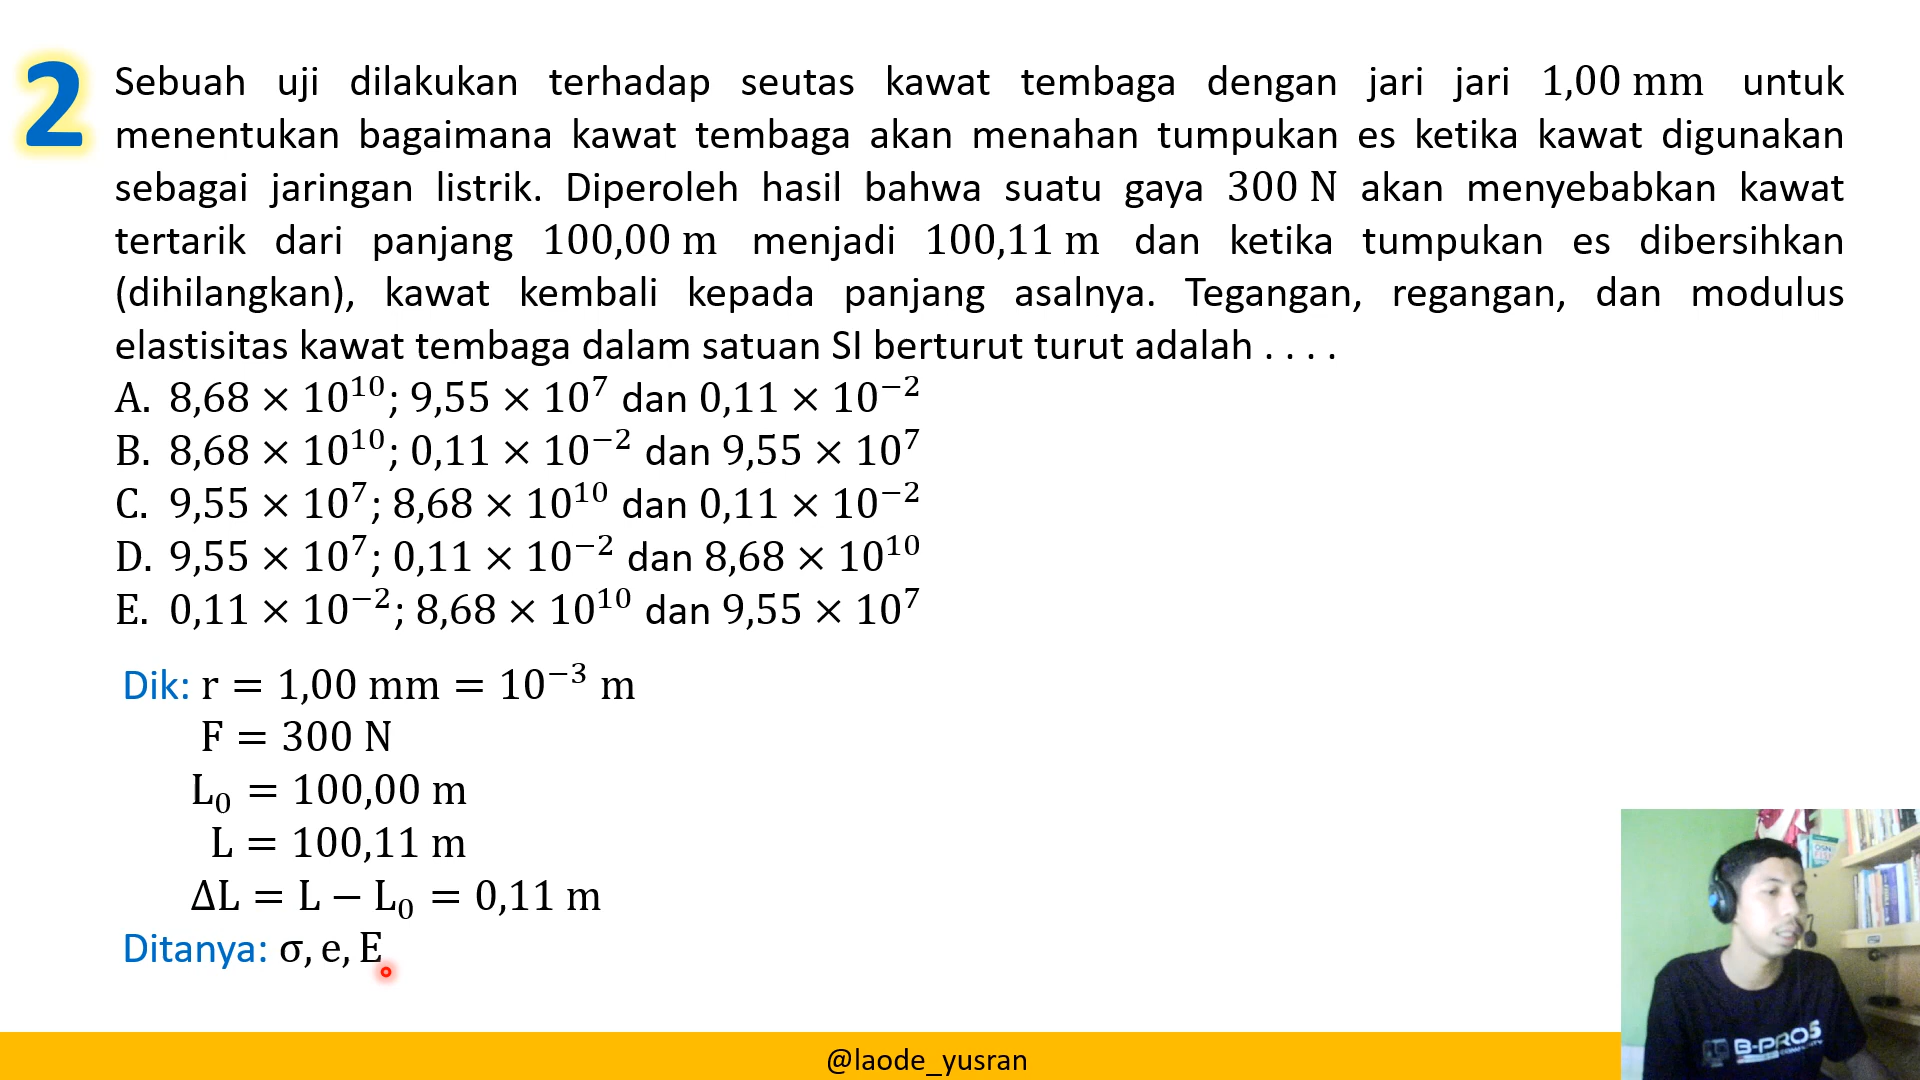 2
Sebuah uji dilakukan terhadap seutas kawat tembaga dengan jari jari 1,00 mm untuk
menentukan bagaimana kawat tembaga akan menahan tumpukan es ketika kawat digunakan
sebagai jaringan listrik. Diperoleh hasil bahwa suatu gaya 300 N akan menyebabkan kawat
tertarik dari panjang 100,00 m menjadi 100,11 m dan ketika tumpukan es dibersihkan
(dihilangkan), kawat kembali kepada panjang asalnya. Tegangan, regangan, dan modulus
elastisitas kawat tembaga dalam satuan SI berturut turut adalah . . . .
A. 8,68 × 10¹⁰; 9,55 × 10⁷ dan 0,11 × 10⁻²
B. 8,68 × 10¹⁰; 0,11 × 10⁻² dan 9,55 × 10⁷
C. 9,55 × 10⁷; 8,68 × 10¹⁰ dan 0,11 × 10⁻²
D. 9,55 × 10⁷; 0,11 × 10⁻² dan 8,68 × 10¹⁰
E. 0,11 × 10⁻²; 8,68 × 10¹⁰ dan 9,55 × 10⁷
Dik: r = 1,00 mm = 10⁻³ m
F = 300 N
L₀ = 100,00 m
L = 100,11 m
ΔL = L − L₀ = 0,11 m
Ditanya: σ, e, E
OSN
B-PROS
@laode_yusran